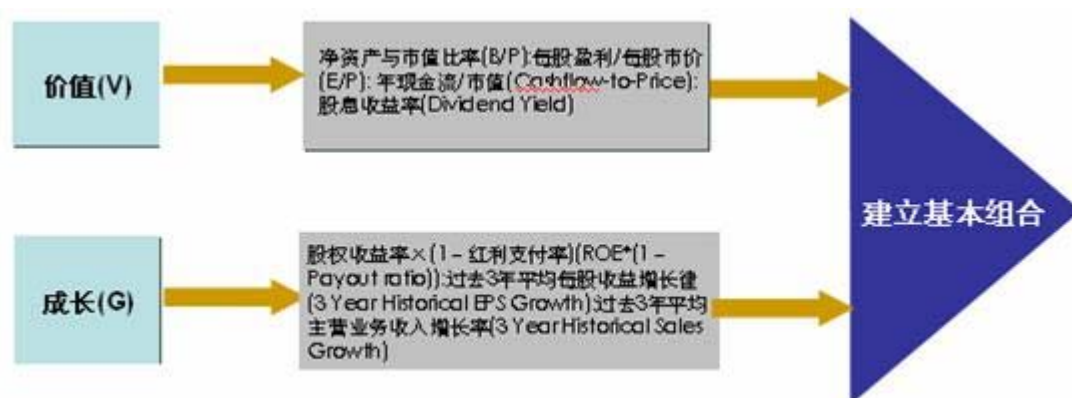 价值(V)
净资产与市值比率(B/P):每股盈利/每股市价
(E/P): 年现金流/市值(Cashflow-to-Price):
股息收益率(Dividend Yield)
建立基本组合
成长(G)
股权收益率×(1 – 红利支付率)(ROE*(1 –
Payout ratio)):过去3年平均每股收益增长律
(3 Year Historical EPS Growth):过去3年平均
主营业务收入增长率(3 Year Historical Sales
Growth)